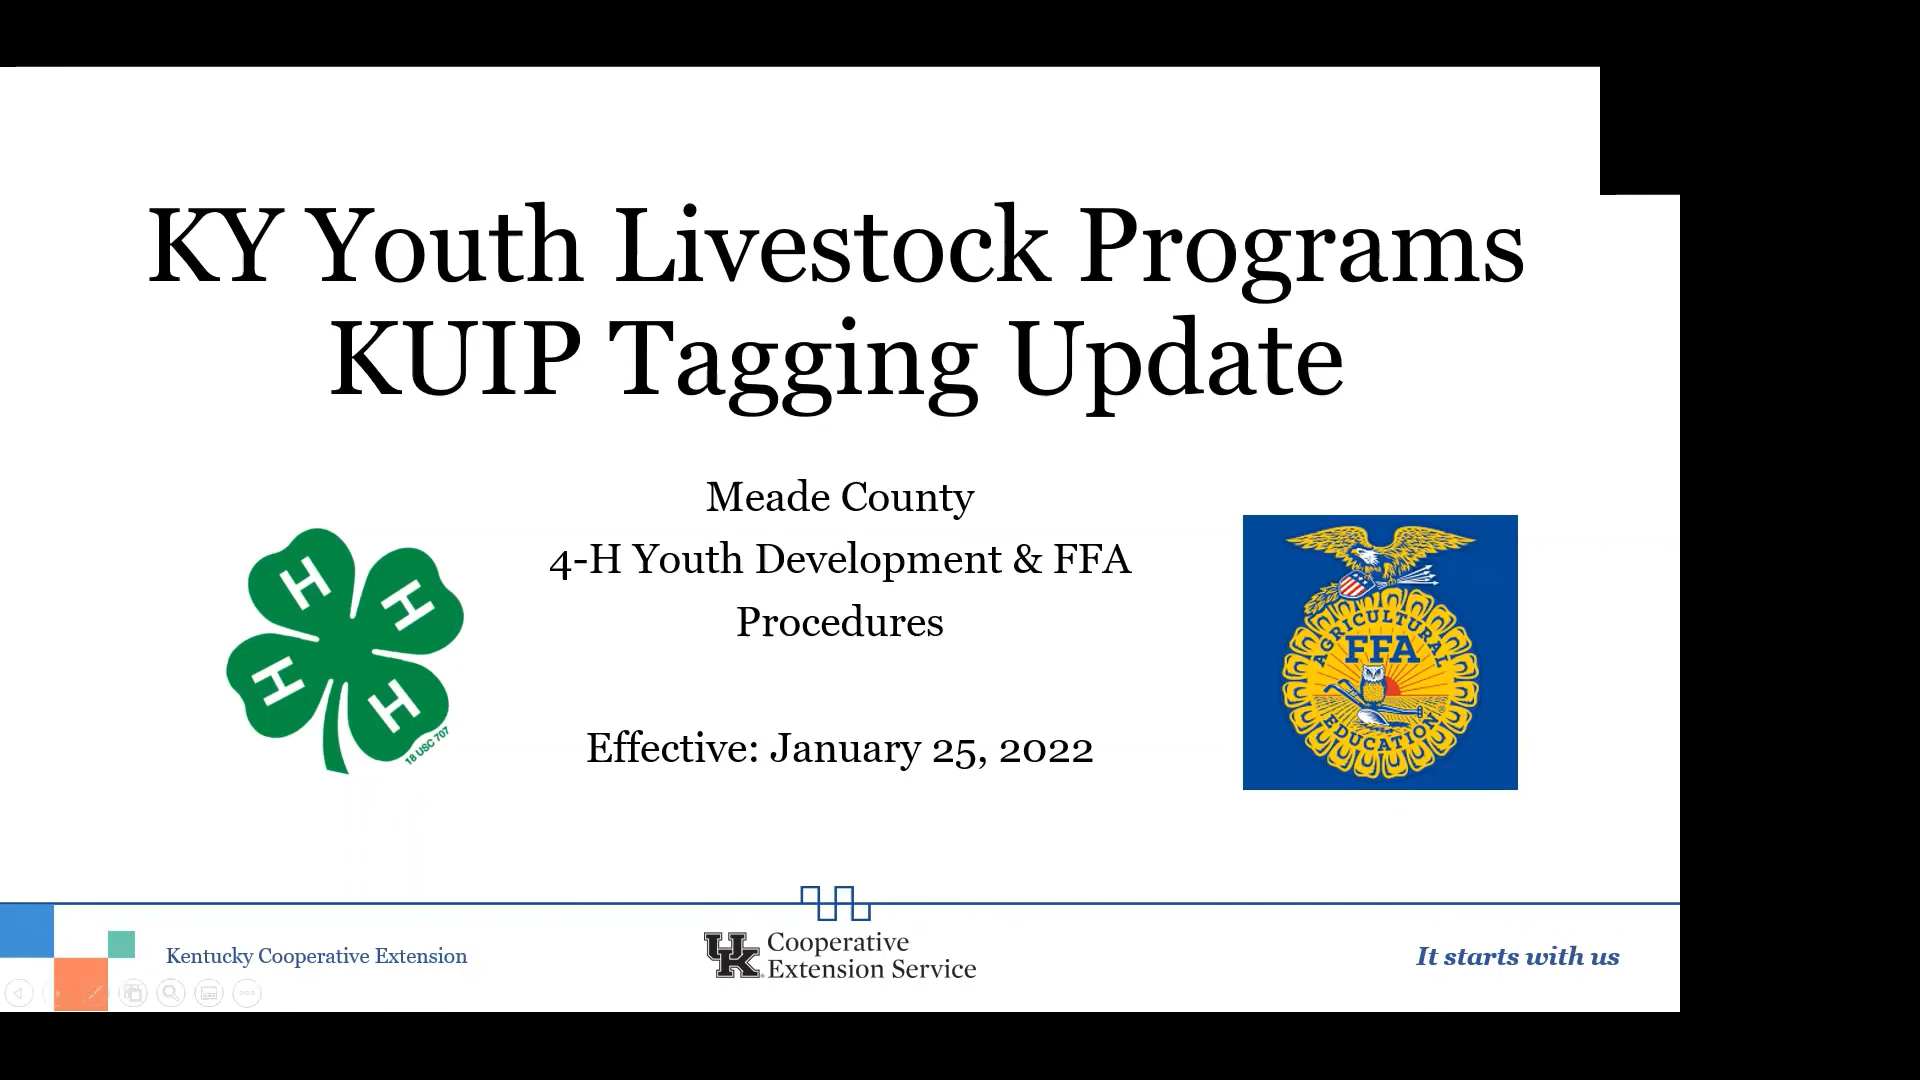 KY Youth Livestock Programs
KUIP Tagging Update
Meade County
4-H Youth Development & FFA
Procedures
Effective: January 25, 2022
H
H
H
H
18 USC 707
AGRICULTURAL
FFA
EDUCATION
Kentucky Cooperative Extension
UK
Cooperative
Extension Service
It starts with us